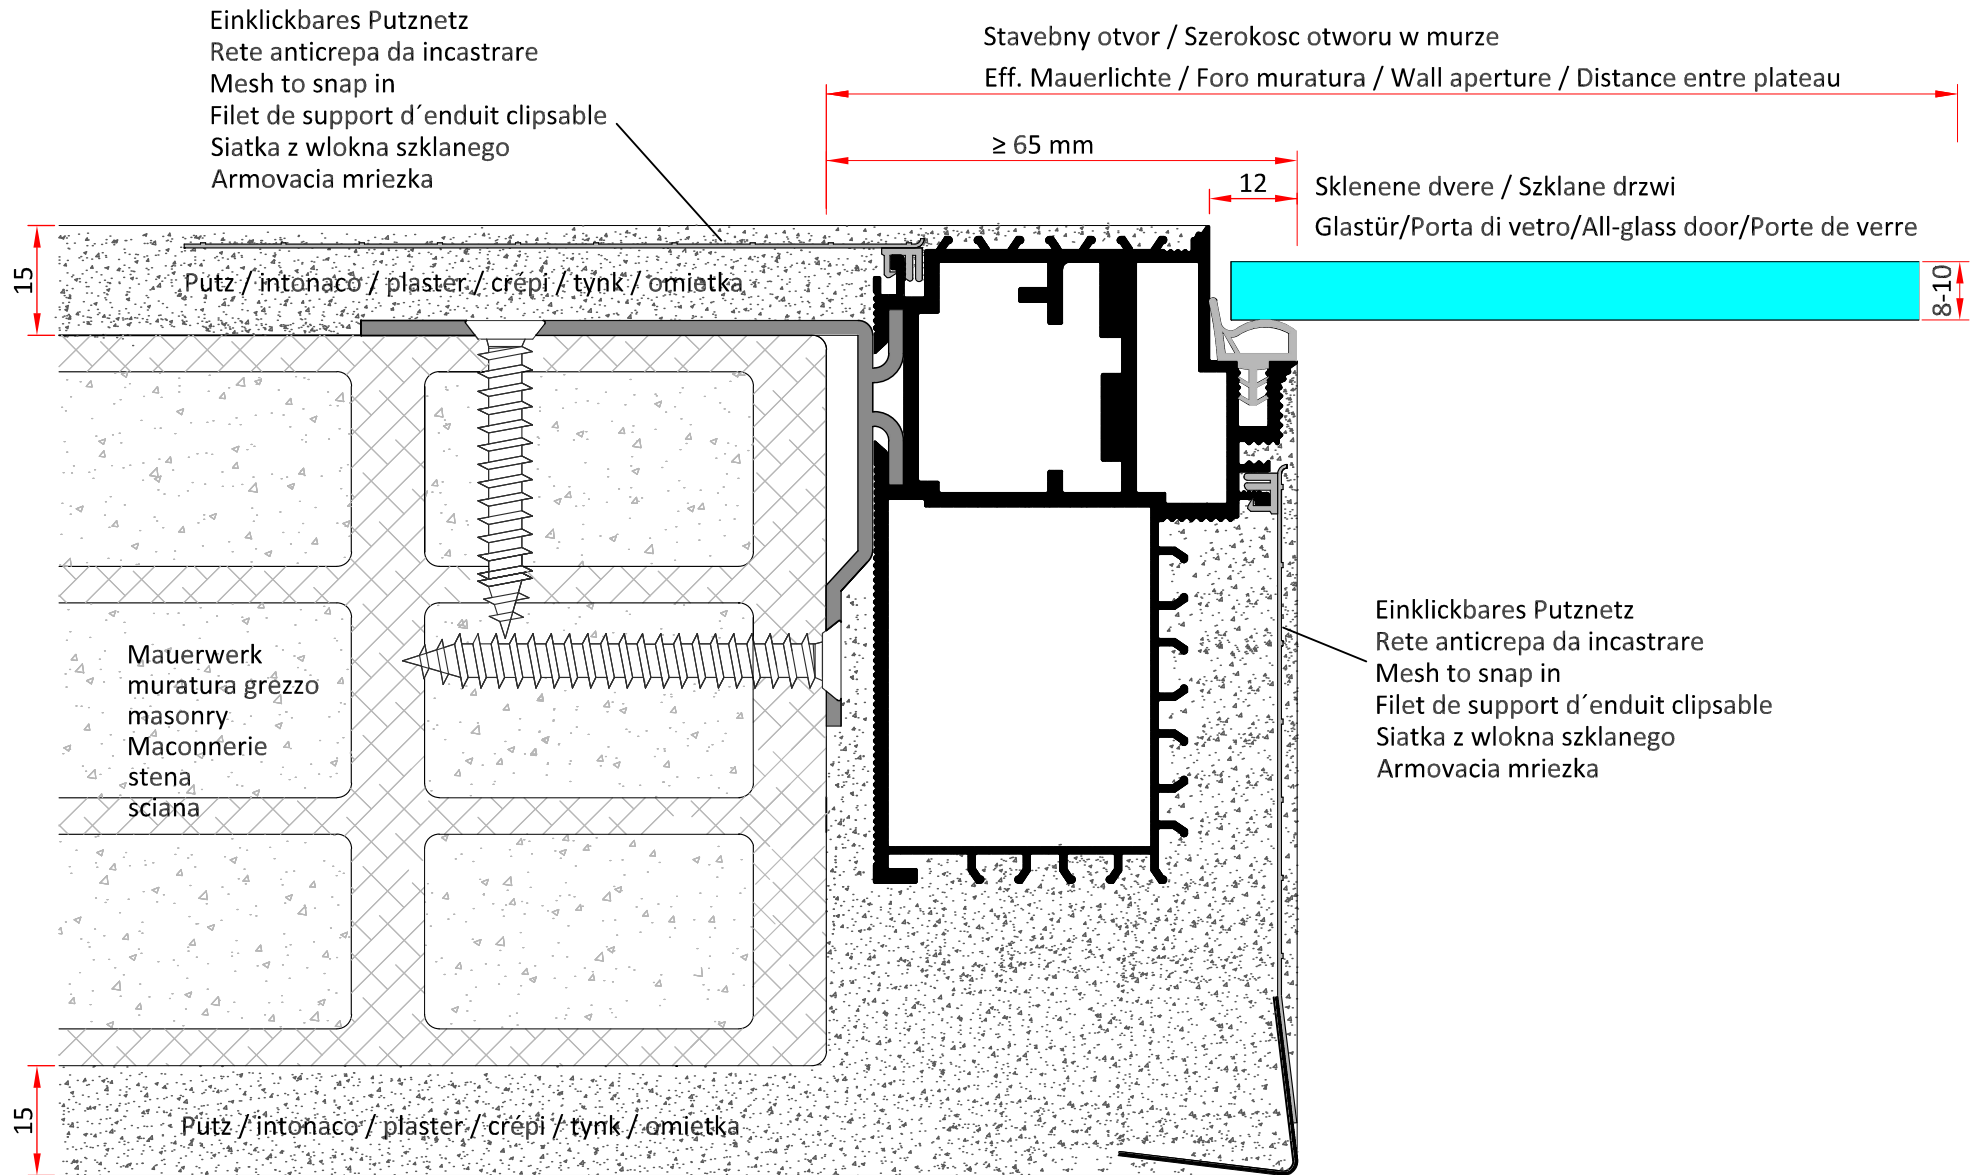 Einklickbares Putznetz
Rete anticrepa da incastrare
Mesh to snap in
Filet de support d´enduit clipsable
Siatka z wlokna szklanego
Armovacia mriezka
Stavebny otvor / Szerokosc otworu w murze
Eff. Mauerlichte / Foro muratura / Wall aperture / Distance entre plateau
≥ 65 mm
12
Sklenene dvere / Szklane drzwi
Glastür/Porta di vetro/All-glass door/Porte de verre
15
Putz / intonaco / plaster / crépi / tynk / omietka
8-10
Einklickbares Putznetz
Rete anticrepa da incastrare
Mesh to snap in
Filet de support d´enduit clipsable
Siatka z wlokna szklanego
Armovacia mriezka
Mauerwerk
muratura grezzo
masonry
Maconnerie
stena
sciana
15
Putz / intonaco / plaster / crépi / tynk / omietka